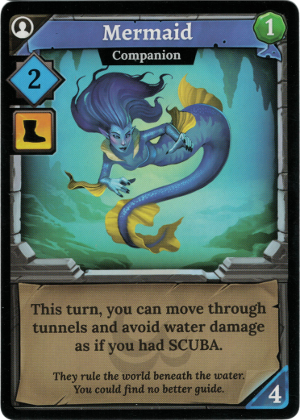 Mermaid
1
Companion
2
This turn, you can move through
tunnels and avoid water damage
as if you had SCUBA.
They rule the world beneath the water.
You could find no better guide.
4